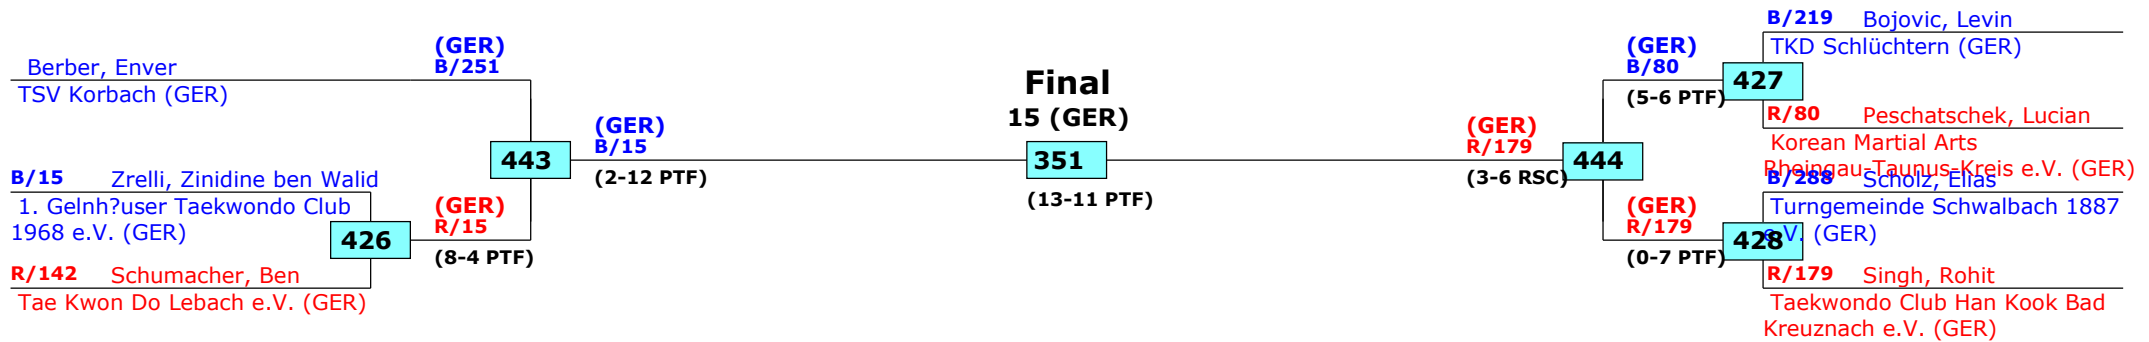 Berber, Enver
TSV Korbach (GER)
(GER)
B/251
443
(GER)
B/15
(2-12 PTF)
B/15 Zrelli, Zinidine ben Walid
1. Gelnh?user Taekwondo Club
1968 e.V. (GER)
426
(GER)
R/15
(8-4 PTF)
R/142 Schumacher, Ben
Tae Kwon Do Lebach e.V. (GER)
Final
15 (GER)
351
(13-11 PTF)
(GER)
R/179
(3-6 RSC)
444
(GER)
B/80
(5-6 PTF)
427
B/219 Bojovic, Levin
TKD Schlüchtern (GER)
R/80 Peschatschek, Lucian
Korean Martial Arts
Rheingau-Taunus-Kreis e.V. (GER)
(GER)
R/179
(0-7 PTF)
428
B/288 Scholz, Elias
Turngemeinde Schwalbach 1887
e.V. (GER)
R/179 Singh, Rohit
Taekwondo Club Han Kook Bad
Kreuznach e.V. (GER)